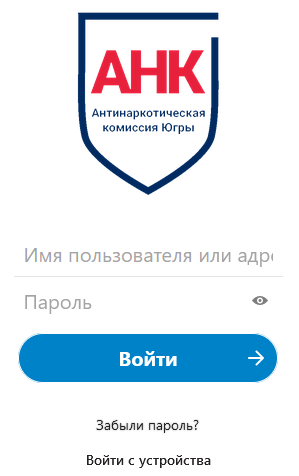 АНК
Антинаркотическая
комиссия Югры
Имя пользователя или адре
Пароль
Войти
Забыли пароль?
Войти с устройства